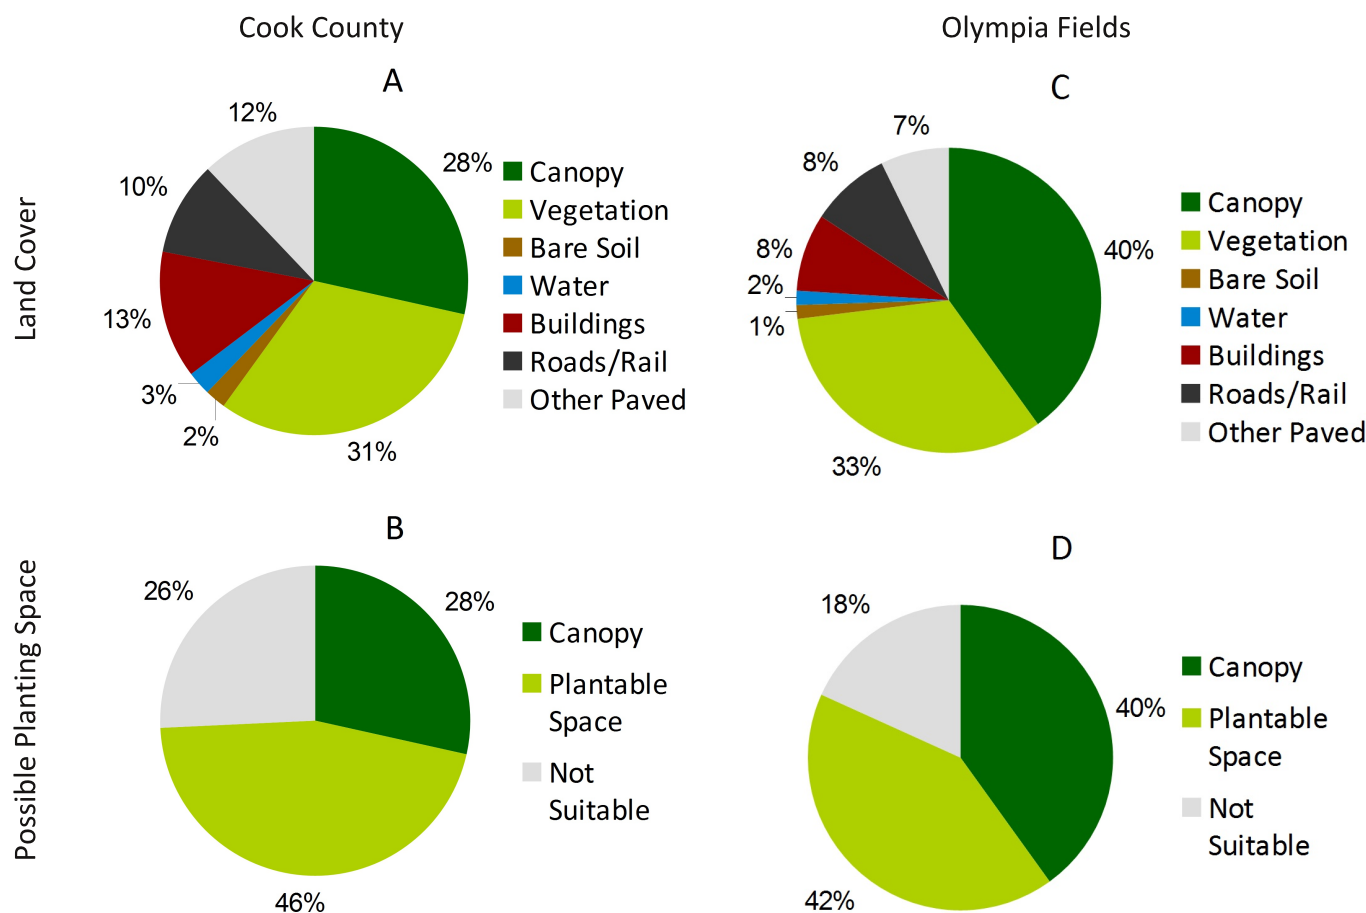 Cook County
Olympia Fields
Land Cover
A
12%
28%
10%
13%
3%
2%
31%
Canopy
Vegetation
Bare Soil
Water
Buildings
Roads/Rail
Other Paved
C
7%
8%
40%
8%
2%
1%
33%
Canopy
Vegetation
Bare Soil
Water
Buildings
Roads/Rail
Other Paved
Possible Planting Space
B
26%
28%
46%
Canopy
Plantable
Space
Not
Suitable
D
18%
40%
42%
Canopy
Plantable
Space
Not
Suitable